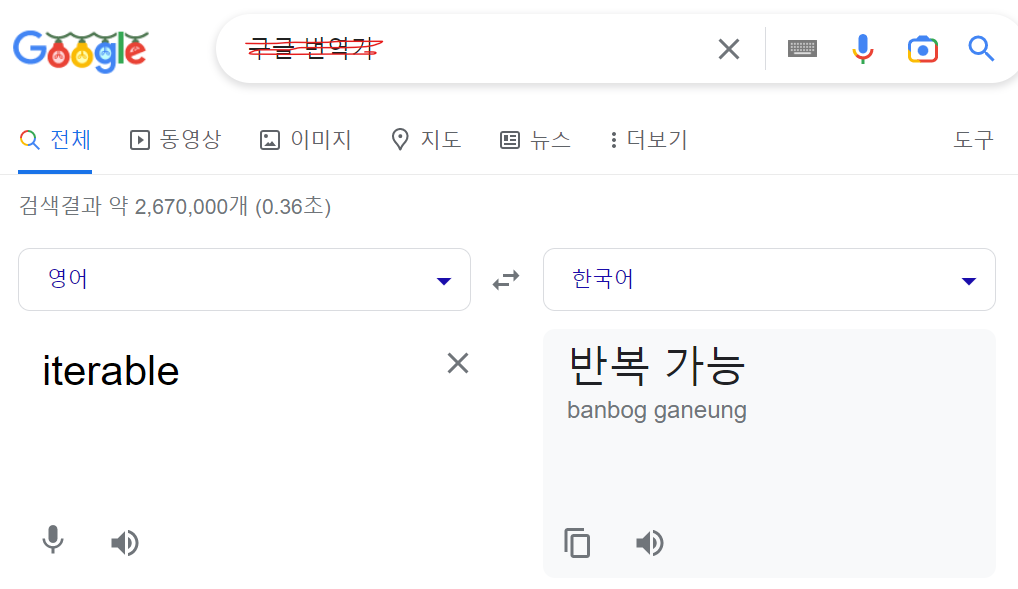 Google
구글 번역기
전체 동영상 이미지 지도 뉴스 더보기 도구
검색결과 약 2,670,000개 (0.36초)
영어 한국어
iterable
반복 가능
banbog ganeung